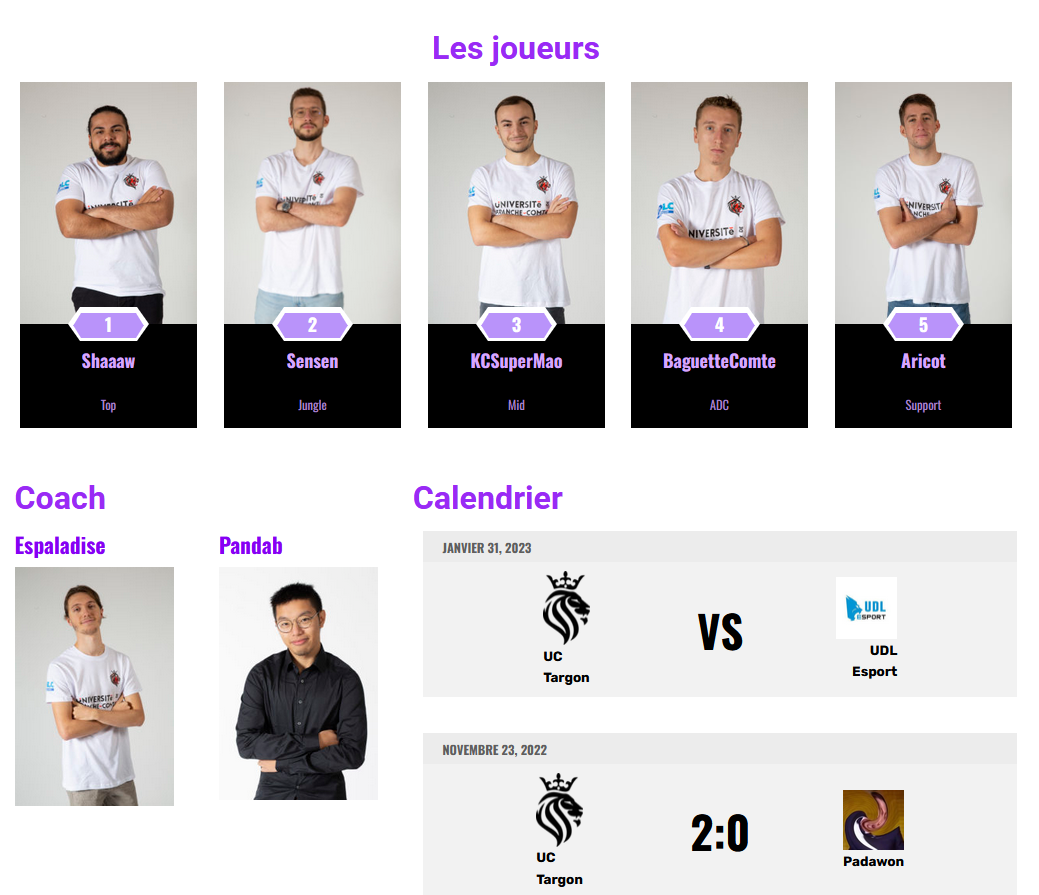 Les joueurs
1
Shaaaw
Top
2
Sensen
Jungle
UNIVERSITé
3
KCSuperMao
Mid
4
BaguetteComte
ADC
5
Aricot
Support
Coach
Espaladise
Pandab
Calendrier
JANVIER 31, 2023
UC
Targon
VS
UDL
ESPORT
UDL
Esport
NOVEMBRE 23, 2022
UC
Targon
2:0
Padawon